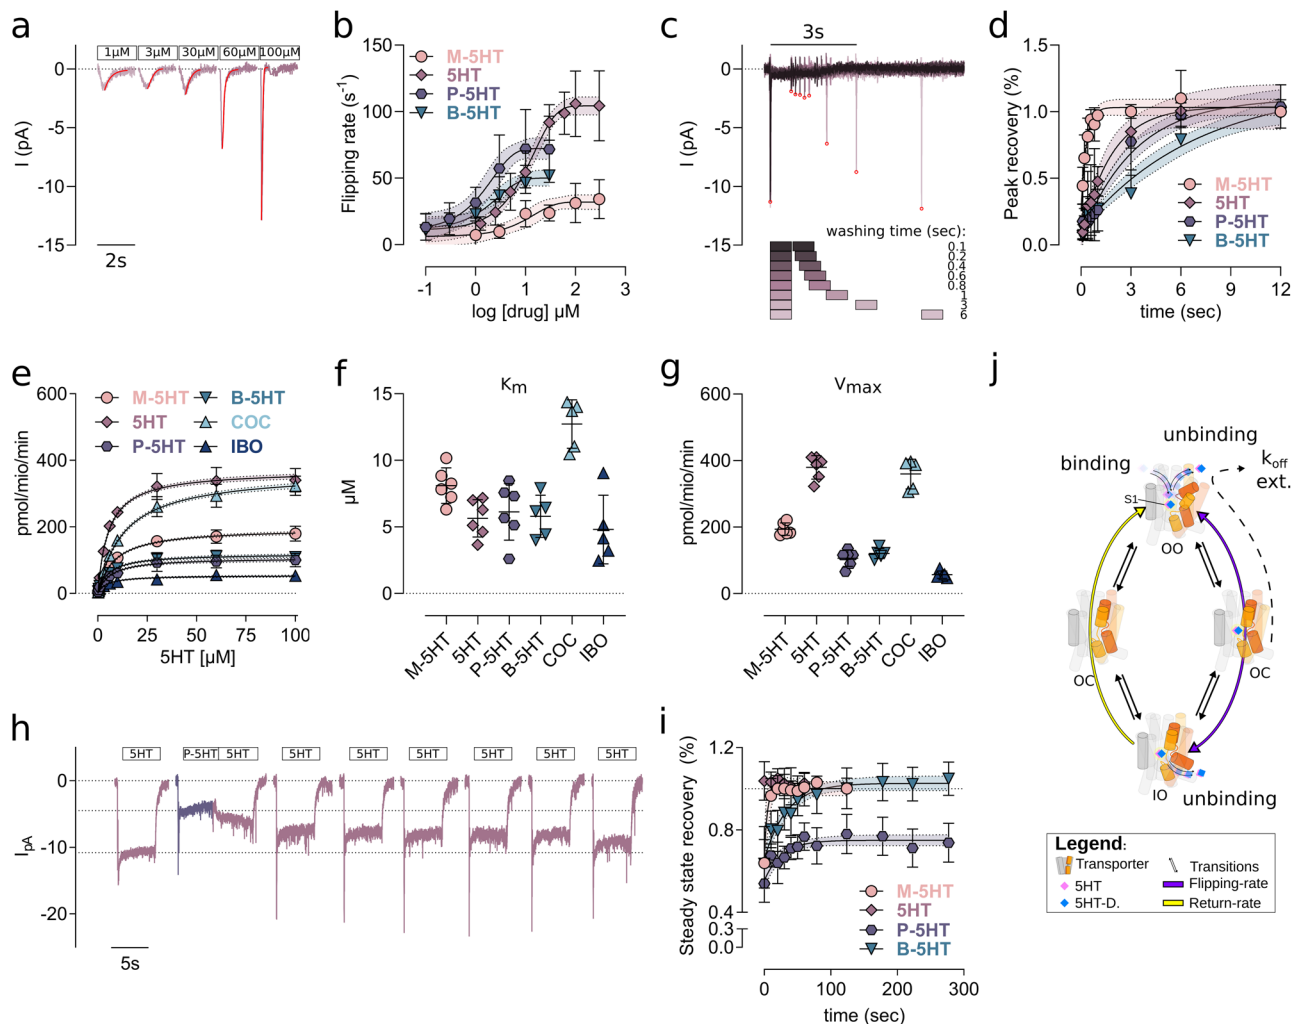 a
1µM 3µM 30µM 60µM 100µM
0
-5
-10
-15
I (pA)
2s
b
150
100
50
0
Flipping rate (s⁻¹)
M-5HT
5HT
P-5HT
B-5HT
-1 0 1 2 3
log [drug] µM
c
3s
0
-5
-10
-15
I (pA)
washing time (sec):
0.1
0.2
0.4
0.6
0.8
1
3
6
d
1.5
1.0
0.5
0.0
Peak recovery (%)
M-5HT
5HT
P-5HT
B-5HT
0 3 6 9 12
time (sec)
e
600
400
200
0
pmol/mio/min
M-5HT
5HT
P-5HT
B-5HT
COC
IBO
0 25 50 75 100
5HT [µM]
f
Km
15
10
5
0
µM
M-5HT
5HT
P-5HT
B-5HT
COC
IBO
g
Vmax
600
400
200
0
pmol/mio/min
M-5HT
5HT
P-5HT
B-5HT
COC
IBO
j
unbinding
binding
koff
ext.
S1
OO
OC
OC
IO
unbinding
Legend:
Transporter
5HT
5HT-D.
Transitions
Flipping-rate
Return-rate
h
5HT P-5HT 5HT 5HT 5HT 5HT 5HT 5HT 5HT
0
-10
-20
IpA
5s
i
1.2
0.8
0.4
0.3
0.0
Steady state recovery (%)
M-5HT
5HT
P-5HT
B-5HT
0 100 200 300
time (sec)